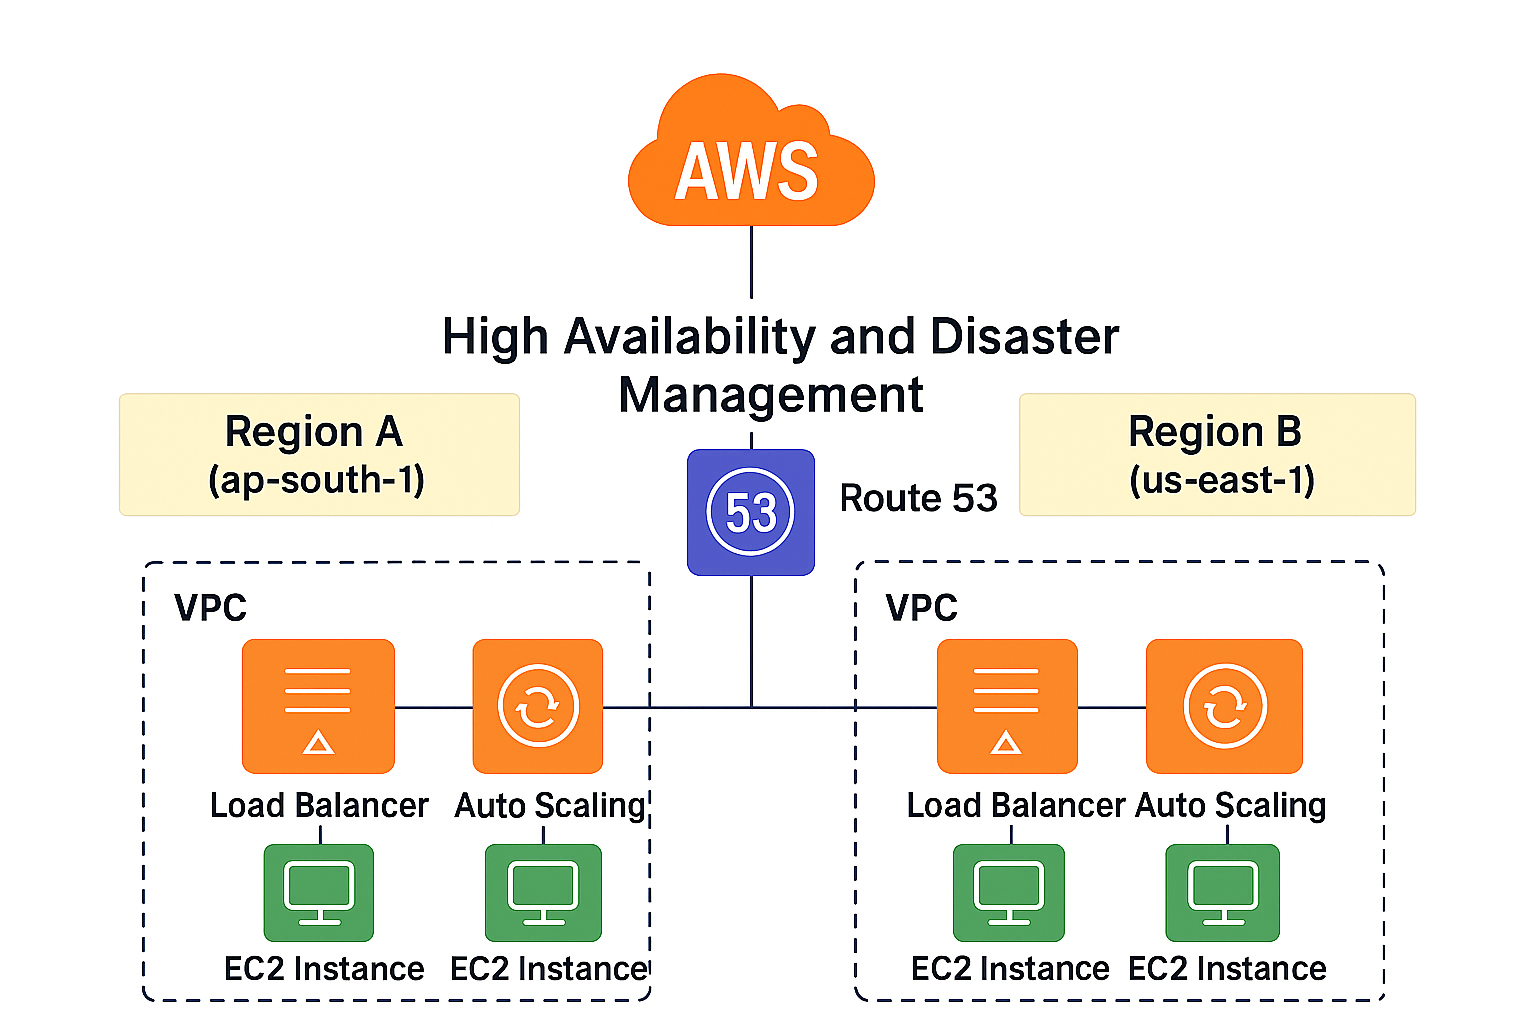 AWS
High Availability and Disaster
Management
Region A
(ap-south-1)
53
Route 53
Region B
(us-east-1)
VPC
Load Balancer
Auto Scaling
EC2 Instance
EC2 Instance
VPC
Load Balancer
Auto Scaling
EC2 Instance
EC2 Instance